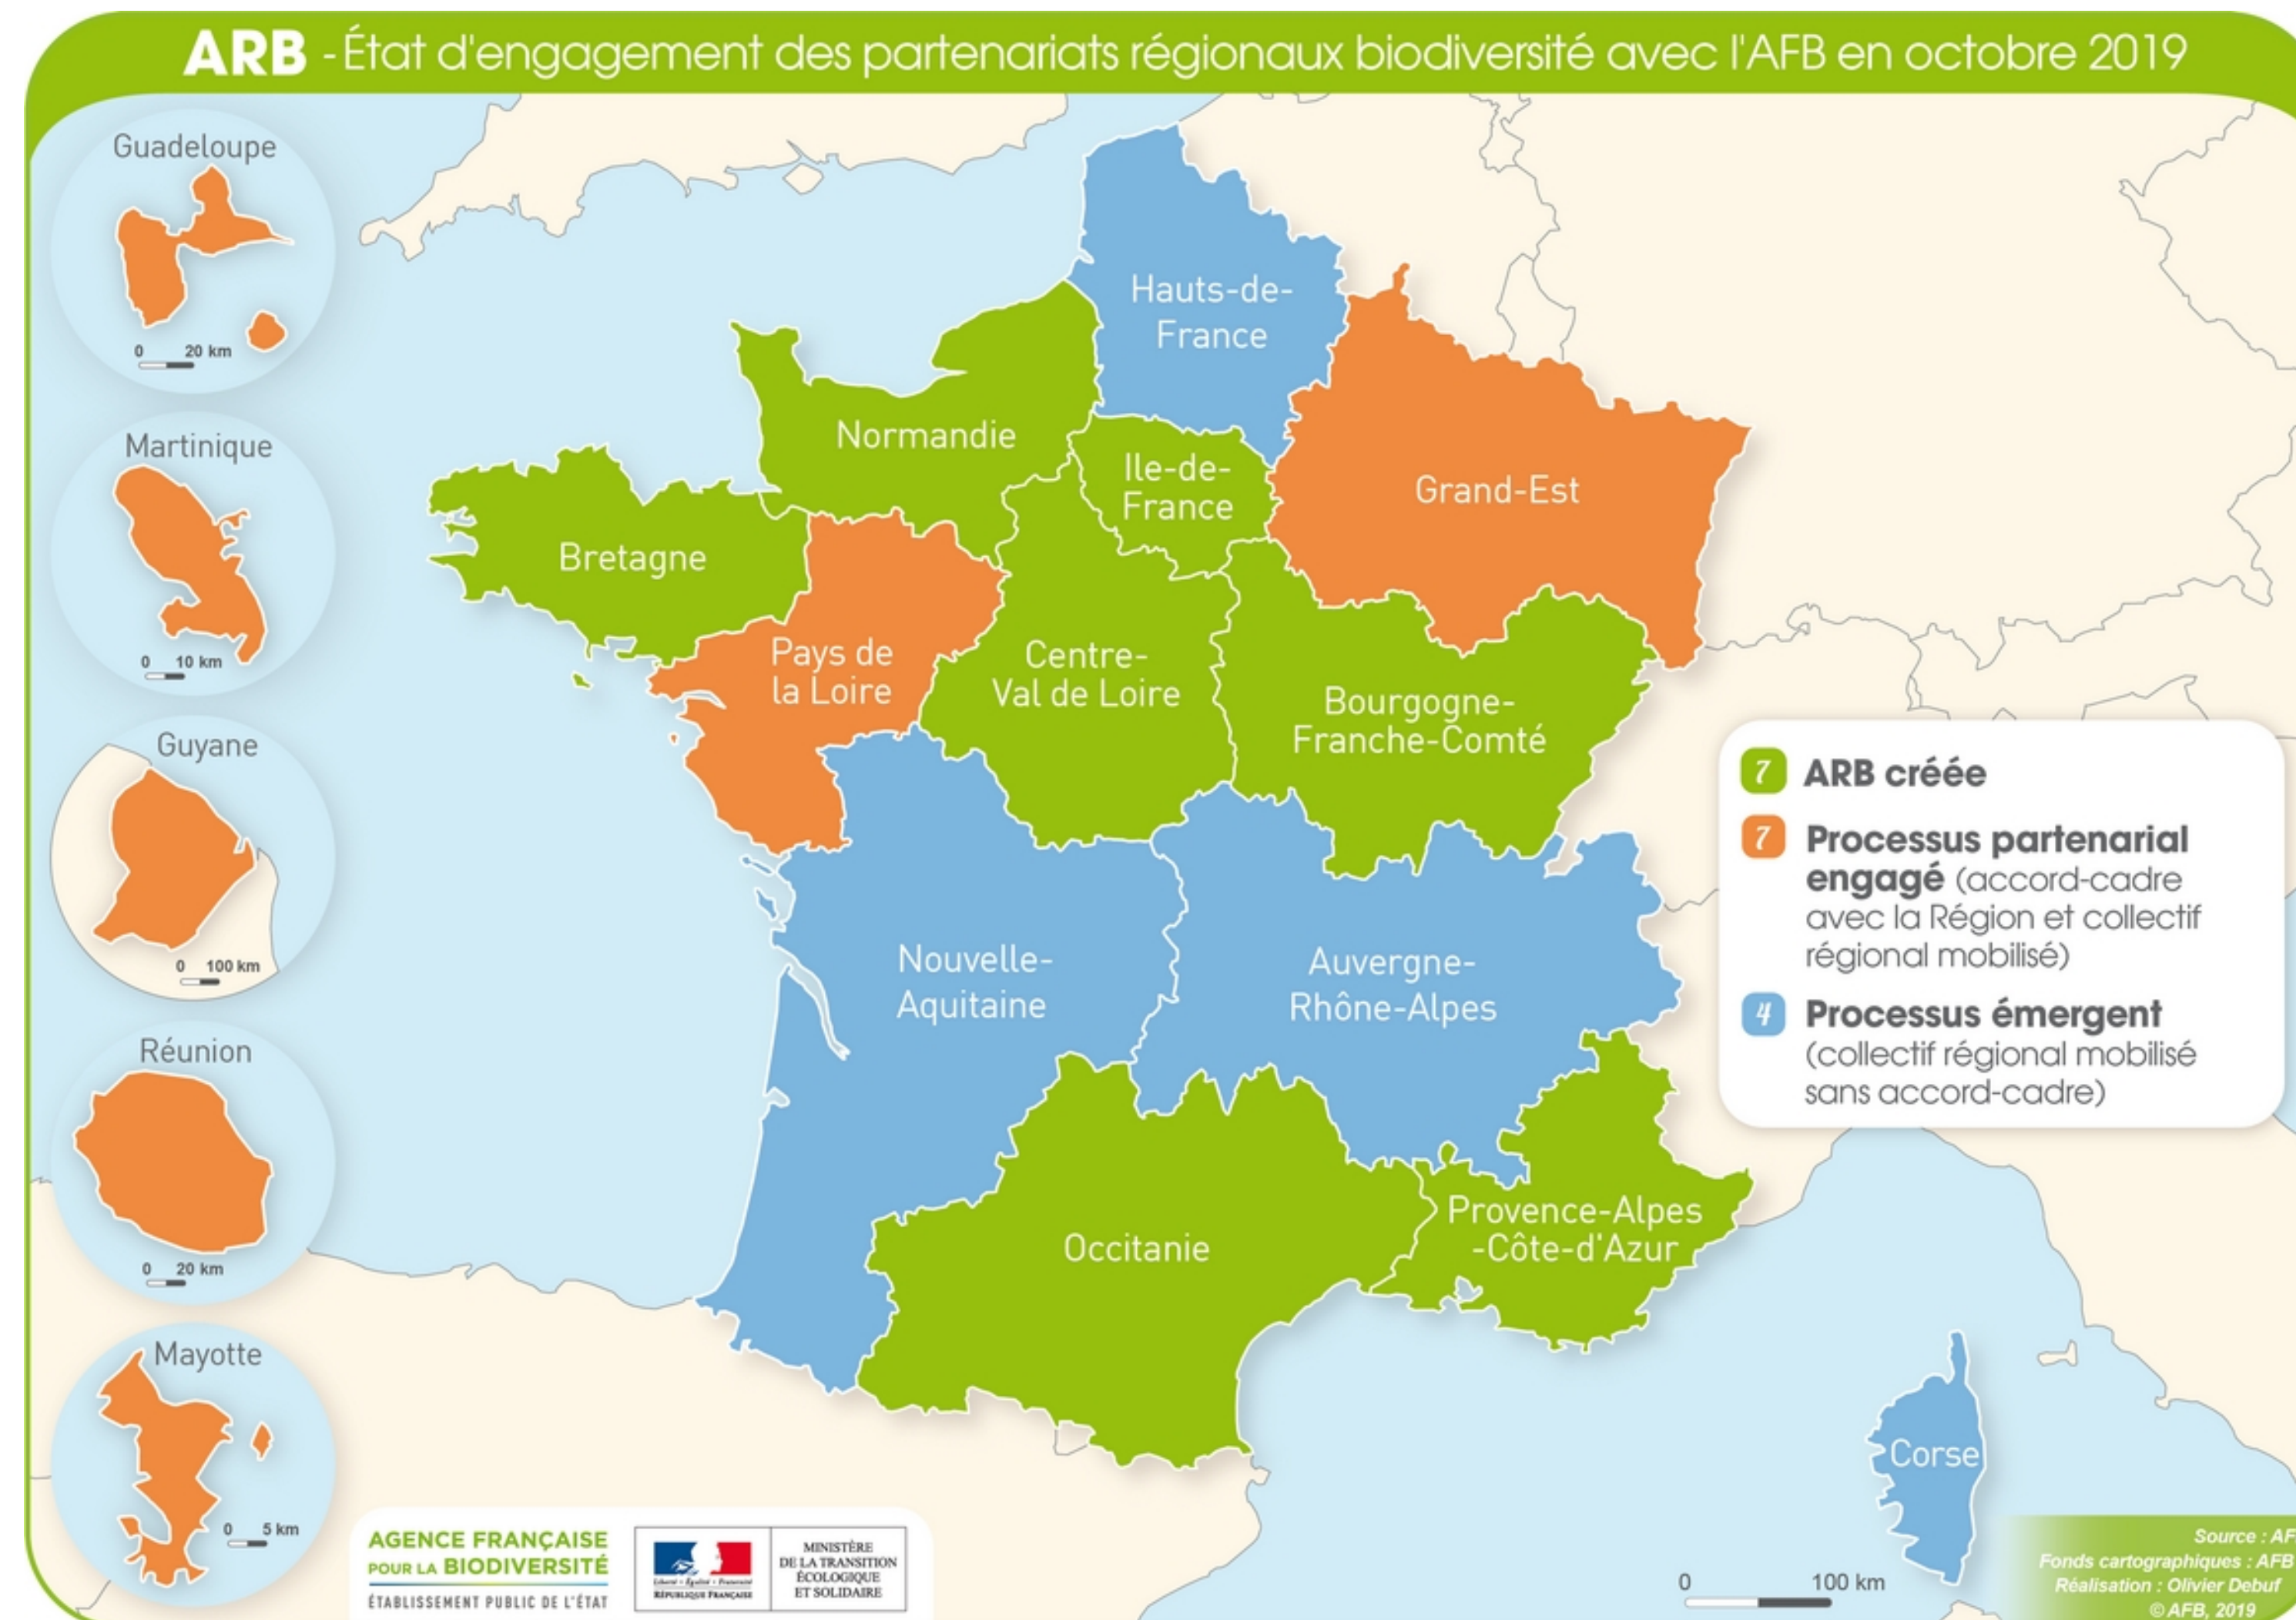 ARB - État d'engagement des partenariats régionaux biodiversité avec l'AFB en octobre 2019
Guadeloupe
0 20 km
Martinique
0 10 km
Guyane
0 100 km
Réunion
0 20 km
Mayotte
0 5 km
Hauts-de-
France
Normandie
Ile-de-
France
Grand-Est
Bretagne
Pays de
la Loire
Centre-
Val de Loire
Bourgogne-
Franche-Comté
Nouvelle-
Aquitaine
Auvergne-
Rhône-Alpes
Occitanie
Provence-Alpes
-Côte-d'Azur
Corse
7 ARB créée
7 Processus partenarial
engagé (accord-cadre
avec la Région et collectif
régional mobilisé)
4 Processus émergent
(collectif régional mobilisé
sans accord-cadre)
AGENCE FRANÇAISE
POUR LA BIODIVERSITÉ
ÉTABLISSEMENT PUBLIC DE L'ÉTAT
Liberté • Égalité • Fraternité
RÉPUBLIQUE FRANÇAISE
MINISTÈRE
DE LA TRANSITION
ÉCOLOGIQUE
ET SOLIDAIRE
0 100 km
Source :
Fonds cartographiques : AFB
Réalisation : Olivier Debuf
© AFB, 2019